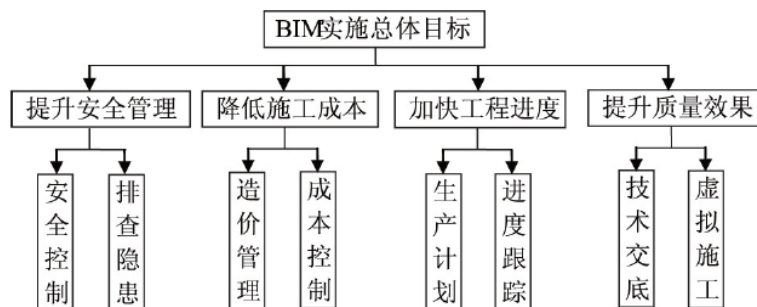 BIM实施总体目标
提升安全管理
降低施工成本
加快工程进度
提升质量效果
安全控制
排查隐患
造价管理
成本控制
生产计划
进度跟踪
技术交底
虚拟施工